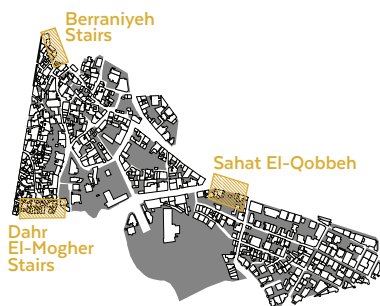 Berraniyeh
Stairs
Sahat El-Qobbeh
Dahr
El-Mogher
Stairs